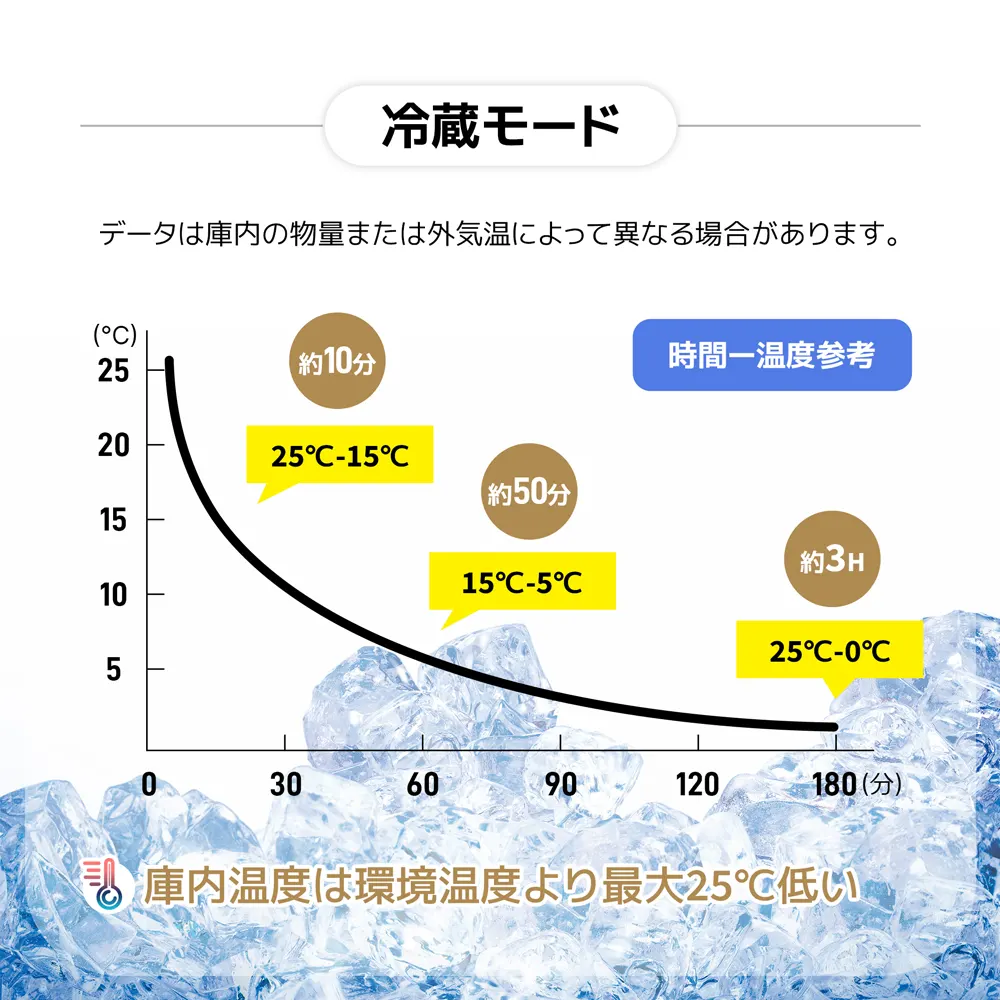 冷蔵モード
データは庫内の物量または外気温によって異なる場合があります。
(℃)
時間ー温度参考
25
約10分
25℃-15℃
20
約50分
15
15℃-5℃
約3H
10
25℃-0℃
5
0 30 60 90 120 180(分)
庫内温度は環境温度より最大25℃低い